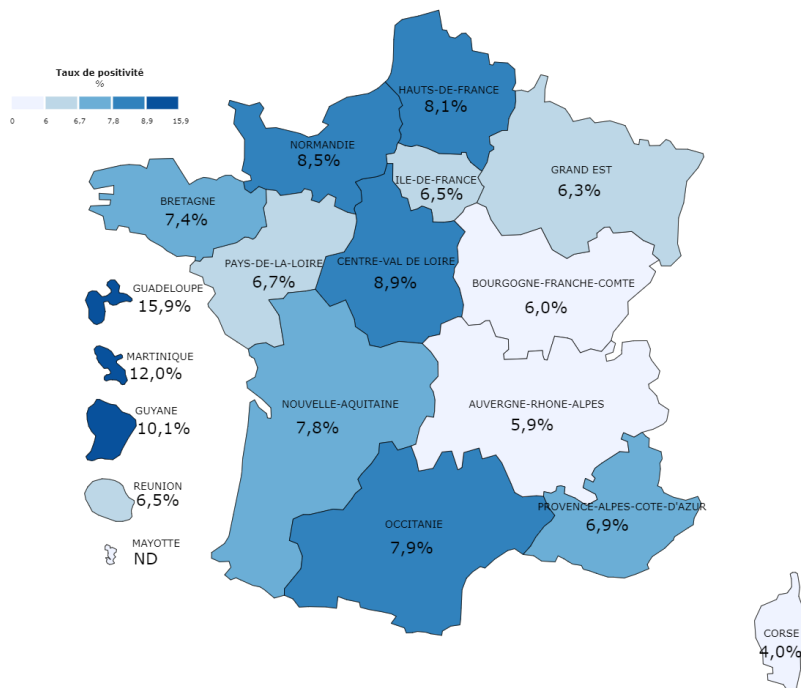 Taux de positivité
%
0 6 6.7 7.8 8.9 15.9
HAUTS-DE-FRANCE
8,1%
NORMANDIE
8,5%
ILE-DE-FRANCE
6,5%
GRAND EST
6,3%
BRETAGNE
7,4%
PAYS-DE-LA-LOIRE
6,7%
CENTRE-VAL DE LOIRE
8,9%
BOURGOGNE-FRANCHE-COMTE
6,0%
GUADELOUPE
15,9%
MARTINIQUE
12,0%
GUYANE
10,1%
NOUVELLE-AQUITAINE
7,8%
AUVERGNE-RHONE-ALPES
5,9%
REUNION
6,5%
OCCITANIE
7,9%
PROVENCE-ALPES-COTE-D'AZUR
6,9%
MAYOTTE
ND
CORSE
4,0%